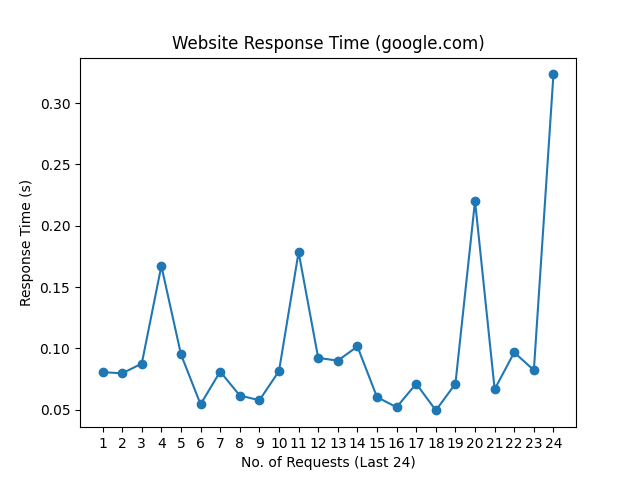 Website Response Time (google.com)
Response Time (s)
0.30
0.25
0.20
0.15
0.10
0.05
1 2 3 4 5 6 7 8 9 10 11 12 13 14 15 16 17 18 19 20 21 22 23 24
No. of Requests (Last 24)